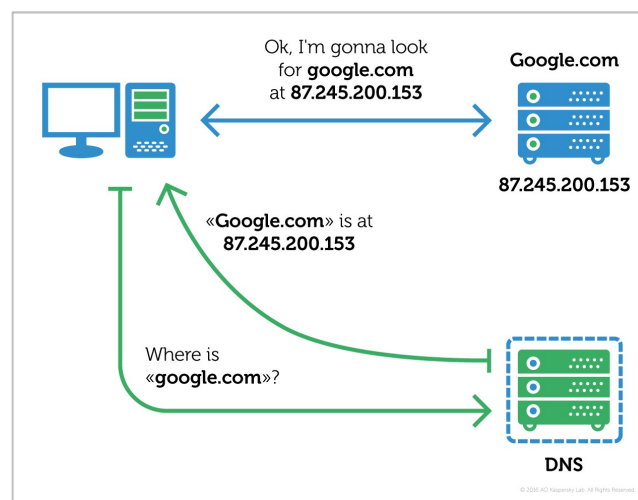 Ok, I'm gonna look
for google.com
at 87.245.200.153
Google.com
87.245.200.153
«Google.com» is at
87.245.200.153
Where is
«google.com»?
DNS
© 2016 AO Kaspersky Lab. All Rights Reserved.